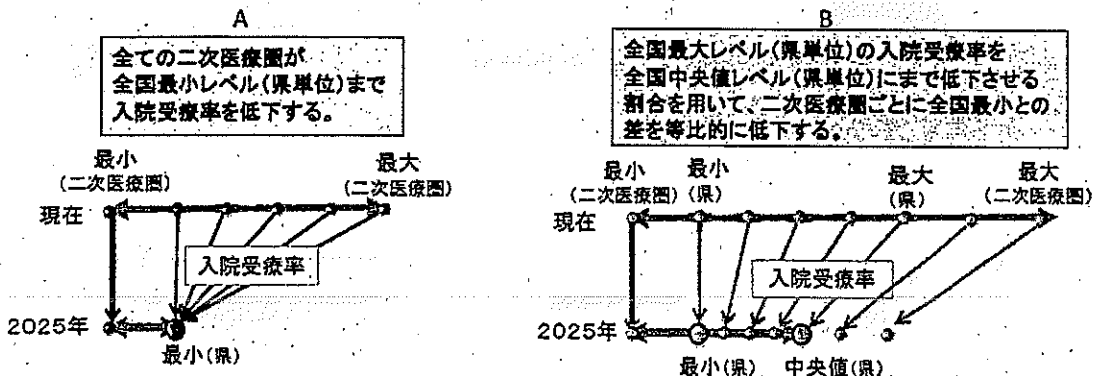 A
全ての二次医療圏が
全国最小レベル(県単位)まで
入院受療率を低下する。
最小
(二次医療圏)
最大
(二次医療圏)
現在
入院受療率
2025年
最小(県)
B
全国最大レベル(県単位)の入院受療率を
全国中央値レベル(県単位)にまで低下させる
割合を用いて、二次医療圏ごとに全国最小との
差を等比的に低下する。
最小
(二次医療圏)
最小
(県)
最大
(県)
最大
(二次医療圏)
現在
入院受療率
2025年
最小(県)
中央値(県)